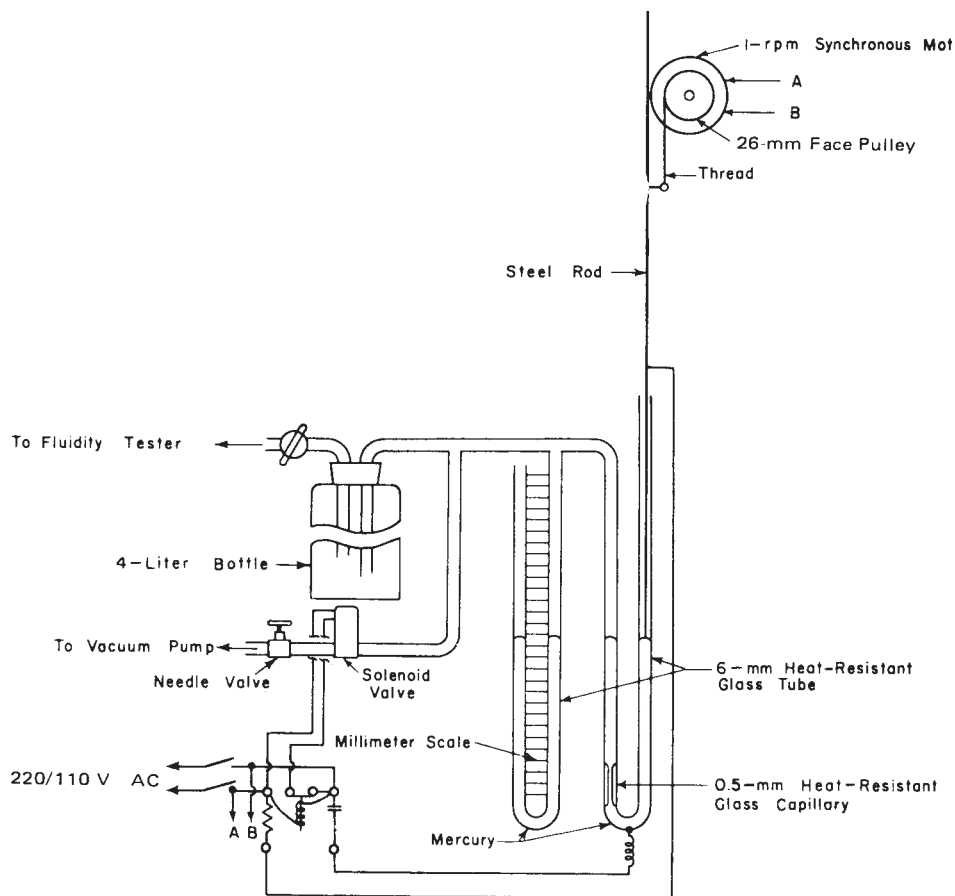 1-rpm Synchronous Mot
A
B
26-mm Face Pulley
Thread
Steel Rod
To Fluidity Tester
4-Liter Bottle
To Vacuum Pump
Needle Valve
Solenoid
Valve
6-mm Heat-Resistant
Glass Tube
Millimeter Scale
220/110 V AC
0.5-mm Heat-Resistant
Glass Capillary
A B
Mercury